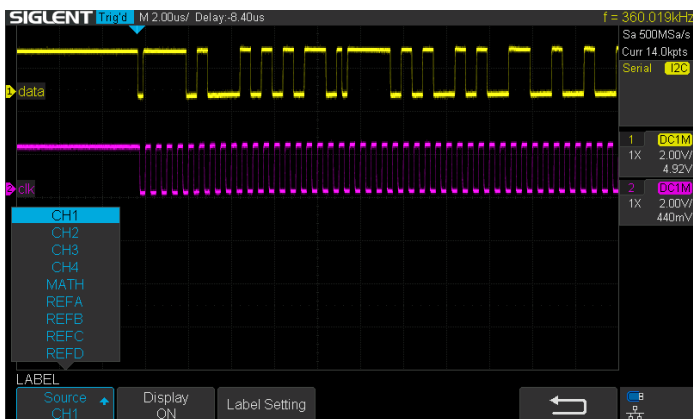 SIGLENT Trig'd M 2.00us/ Delay:-8.40us f = 360.019kHz
Sa 500MSa/s
Curr 14.0kpts
Serial I2C
1 data
1 DC1M
1X 2.00V/
4.92V
2 clk
2 DC1M
1X 2.00V/
440mV
CH1
CH2
CH3
CH4
MATH
REFA
REFB
REFC
REFD
LABEL
Source
CH1
Display
ON
Label Setting